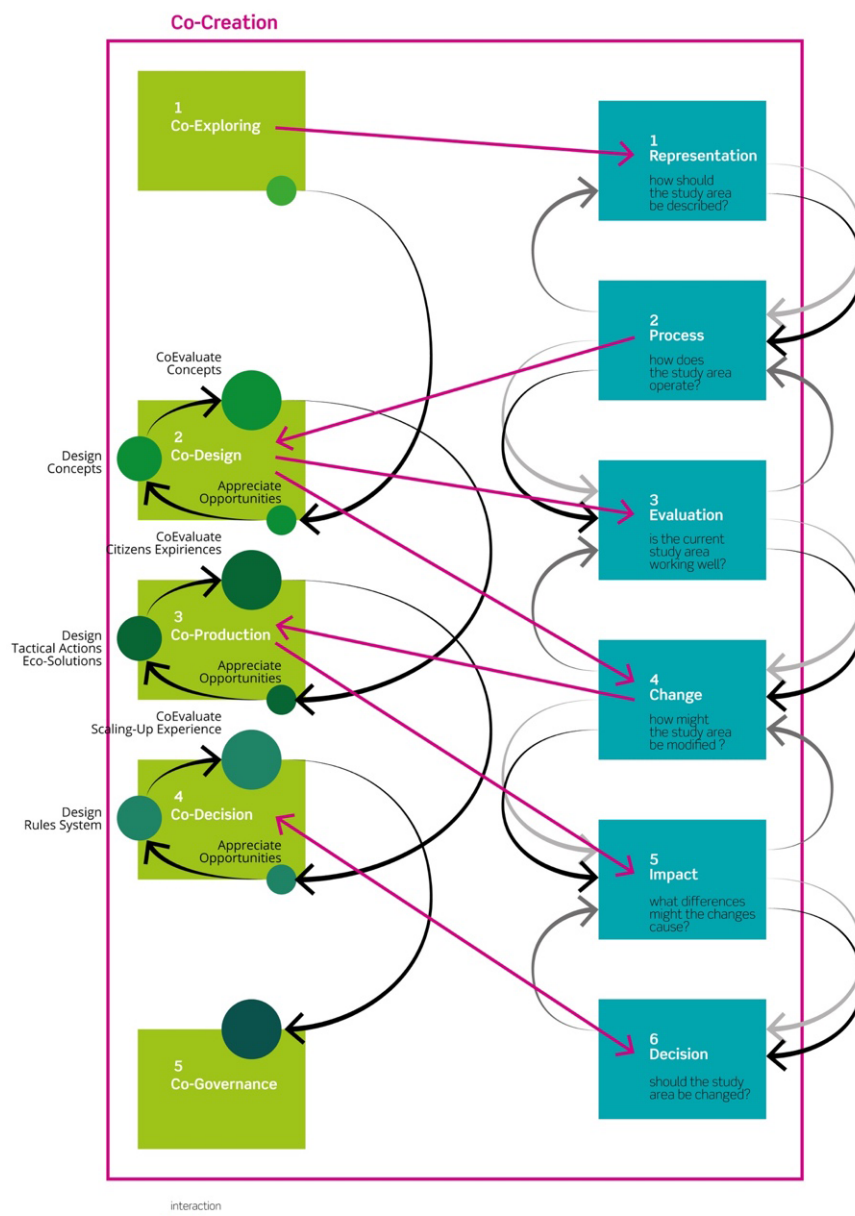 Co-Creation
1
Co-Exploring
CoEvaluate
Concepts
Design
Concepts
2
Co-Design
Appreciate
Opportunities
CoEvaluate
Citizens Expiriences
Design
Tactical Actions
Eco-Solutions
3
Co-Production
Appreciate
Opportunities
CoEvaluate
Scaling-Up Experience
Design
Rules System
4
Co-Decision
Appreciate
Opportunities
5
Co-Governance
1
Representation
how should
the study area
be described?
2
Process
how does
the study area
operate?
3
Evaluation
is the current
study area
working well?
4
Change
how might
the study area
be modified ?
5
Impact
what differences
might the changes
cause?
6
Decision
should the study
area be changed?
interaction